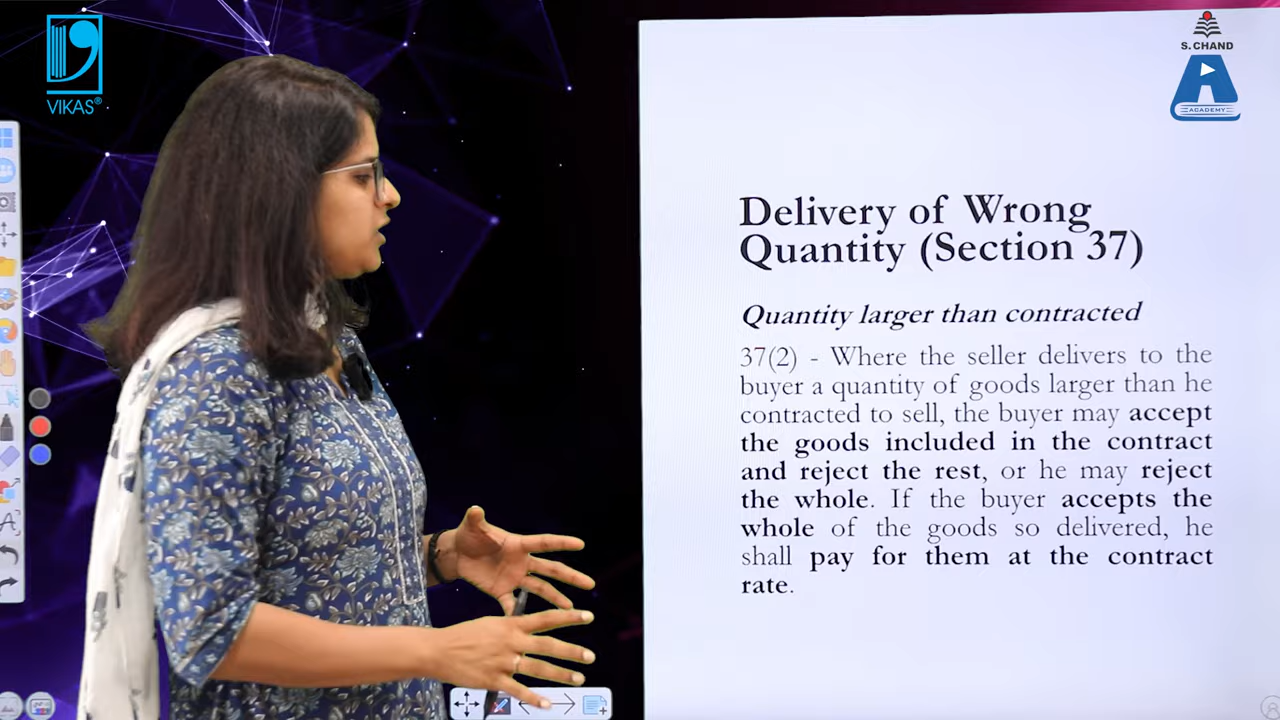 VIKAS®
S. CHAND
ACADEMY
Delivery of Wrong
Quantity (Section 37)
Quantity larger than contracted
37(2) - Where the seller delivers to the
buyer a quantity of goods larger than he
contracted to sell, the buyer may accept
the goods included in the contract
and reject the rest, or he may reject
the whole. If the buyer accepts the
whole of the goods so delivered, he
shall pay for them at the contract
rate.